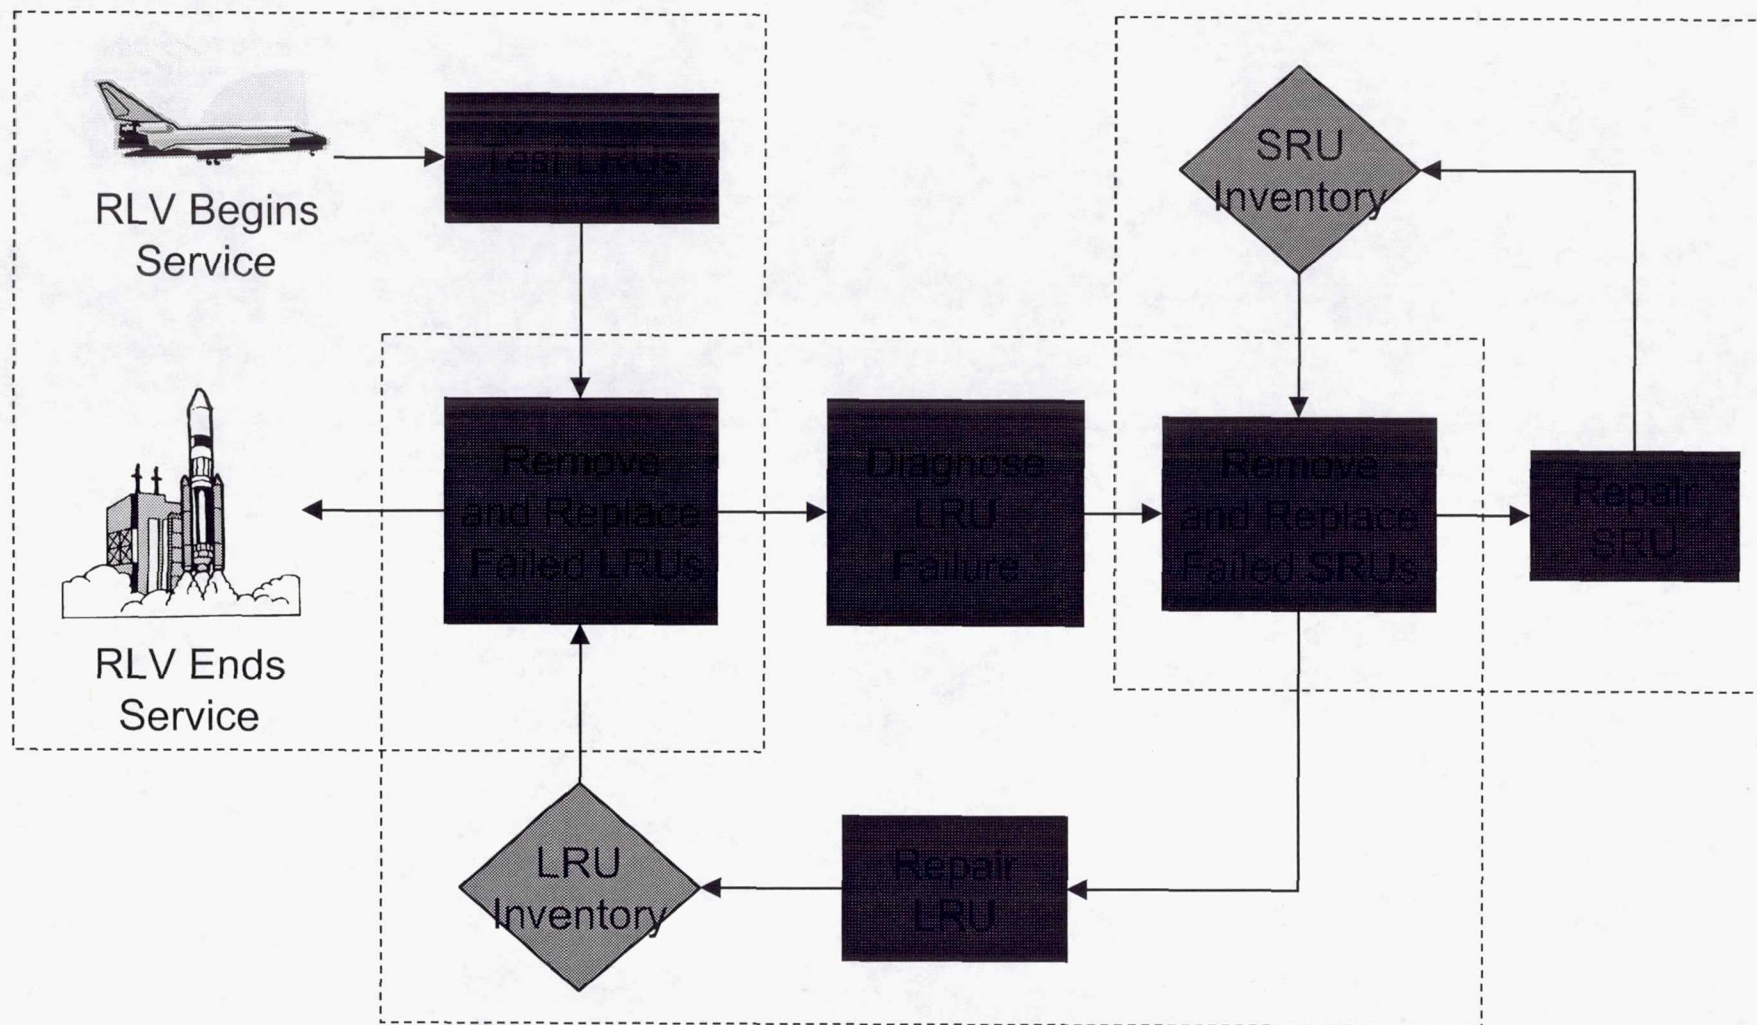 Test LRUs
RLV Begins
Service
SRU
Inventory
Remove
and Replace
Failed LRUs
Diagnose
LRU
Failure
Remove
and Replace
Failed SRUs
Repair
SRU
RLV Ends
Service
LRU
Inventory
Repair
LRU